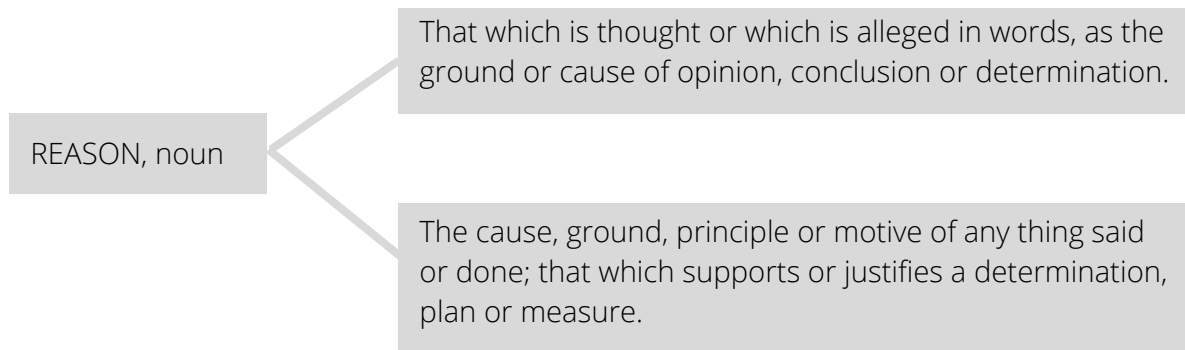 That which is thought or which is alleged in words, as the
ground or cause of opinion, conclusion or determination.
REASON, noun
The cause, ground, principle or motive of any thing said
or done; that which supports or justifies a determination,
plan or measure.